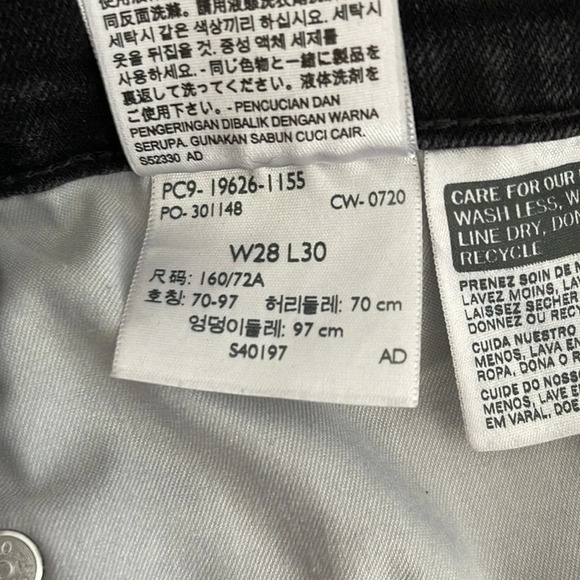 同反面洗滌。請用液態衣
세탁시 같은 색상끼리 하십시오. 세탁시
옷을 뒤집을 것. 중성 액체 세제를
사용하세요. - 同じ色物と一緒に製品を
裏返して洗ってください。液体洗剤をご
使用下さい。- PENCUCIAN DAN
PENGERINGAN DIBALIK DENGAN WARNA
SERUPA. GUNAKAN SABUN CUCI CAIR.
S52330 AD
PC9- 19626-1155
PO- 301148 CW- 0720
W28 L30
尺码: 160/72A
호칭: 70-97 허리둘레: 70 cm
엉덩이둘레: 97 cm
S40197 AD
CARE FOR OUR
WASH LESS, W
LINE DRY, DO
RECYCLE
PRENEZ SOIN DE N
LAVEZ MOINS, LAV
LAISSEZ SÉCHER
DONNEZ OU RECY
CUIDA NUESTRO
MENOS, LAVA EN
ROPA, DONA O R
CUIDE DO NOSSO
MENOS, LAVE E
EM VARAL, DOE